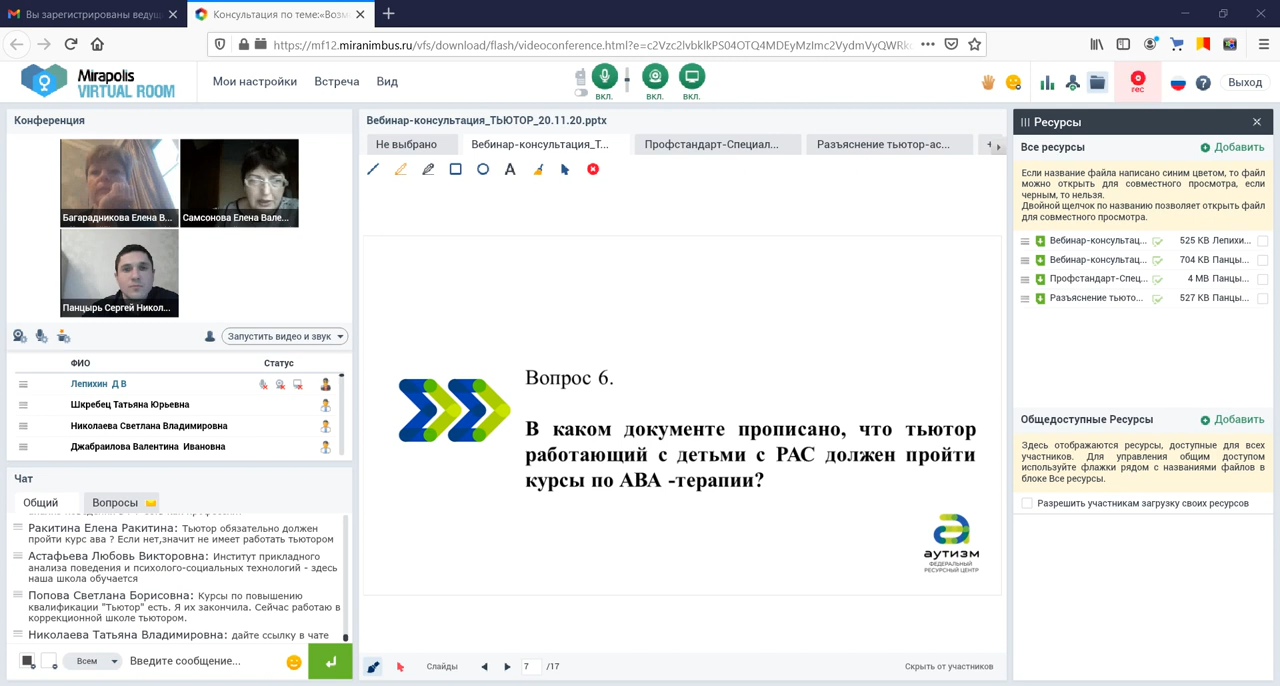 Вы зарегистрированы ведущ
Консультация по теме:«Возм
https://mf12.miranimbus.ru/vfs/download/flash/videoconference.html?e=
Mirapolis
VIRTUAL ROOM
Мои настройки
Встреча
Вид
вкл.
вкл.
вкл.
rec
Выход
Конференция
Багарадникова Елена В...
Самсонова Елена Вале...
Панцырь Сергей Никол...
Запустить видео и звук
ФИО
Статус
Лепихин Д В
Шкребец Татьяна Юрьевна
Николаева Светлана Владимировна
Джабраилова Валентина Ивановна
Чат
Общий
Вопросы
Ракитина Елена Ракитина: Тьютор обязательно должен
пройти курс ава ? Если нет,значит не имеет работать тьютором
Астафьева Любовь Викторовна: Институт прикладного
анализа поведения и психолого-социальных технологий - здесь
наша школа обучается
Попова Светлана Борисовна: Курсы по повышению
квалификации "Тьютор" есть. Я их закончила. Сейчас работаю в
коррекционной школе тьютором.
Николаева Татьяна Владимировна: дайте ссылку в чате
Всем
Введите сообщение...
Вебинар-консультация_ТЬЮТОР_20.11.20.pptx
Не выбрано
Вебинар-консультация_Т...
Профстандарт-Специал...
Разъяснение тьютор-ас...
A
Вопрос 6.
В каком документе прописано, что тьютор
работающий с детьми с РАС должен пройти
курсы по АВА -терапии?
аутизм
ФЕДЕРАЛЬНЫЙ
РЕСУРСНЫЙ ЦЕНТР
Слайды
7
/17
Скрыть от участников
Ресурсы
Все ресурсы
Добавить
Если название файла написано синим цветом, то файл
можно открыть для совместного просмотра, если
черным, то нельзя.
Двойной щелчок по названию позволяет открыть файл
для совместного просмотра.
Вебинар-консультац... 525 KB Лепихи...
Вебинар-консультац... 704 KB Панцы...
Профстандарт-Спец... 4 MB Панцы...
Разъяснение тьюто... 527 KB Панцы...
Общедоступные Ресурсы
Добавить
Здесь отображаются ресурсы, доступные для всех
участников. Для управления общим доступом
используйте флажки рядом с названиями файлов в
блоке Все ресурсы.
Разрешить участникам загрузку своих ресурсов